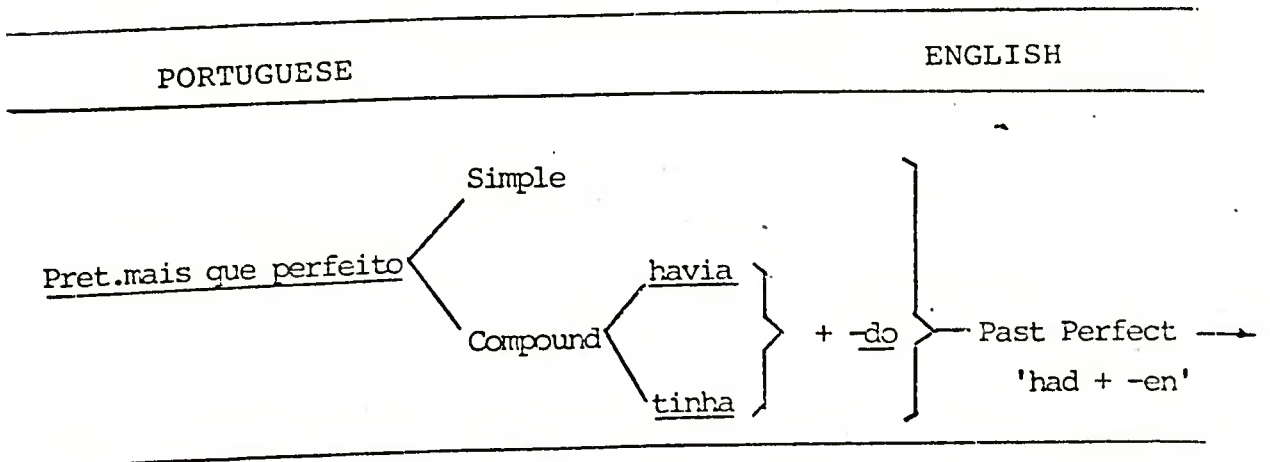 PORTUGUESE ENGLISH
Simple
Pret.mais que perfeito
havia
Compound + -do Past Perfect
'had + -en'
tinha